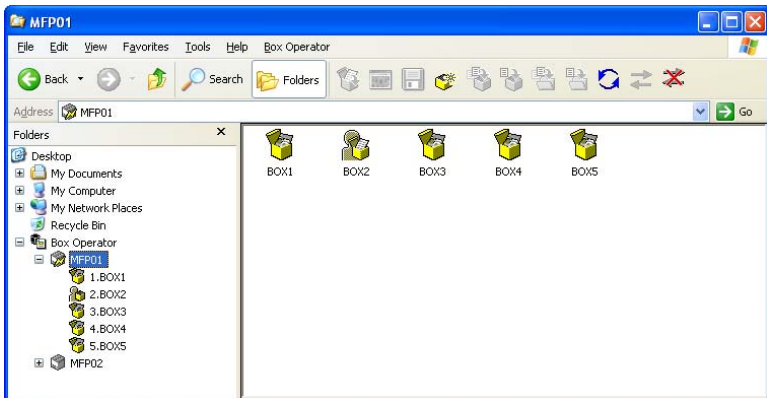 MFP01
File Edit View Favorites Tools Help Box Operator
Back Search Folders
Address MFP01 Go
Folders x
Desktop
My Documents
My Computer
My Network Places
Recycle Bin
Box Operator
MFP01
1.BOX1
2.BOX2
3.BOX3
4.BOX4
5.BOX5
MFP02
BOX1 BOX2 BOX3 BOX4 BOX5